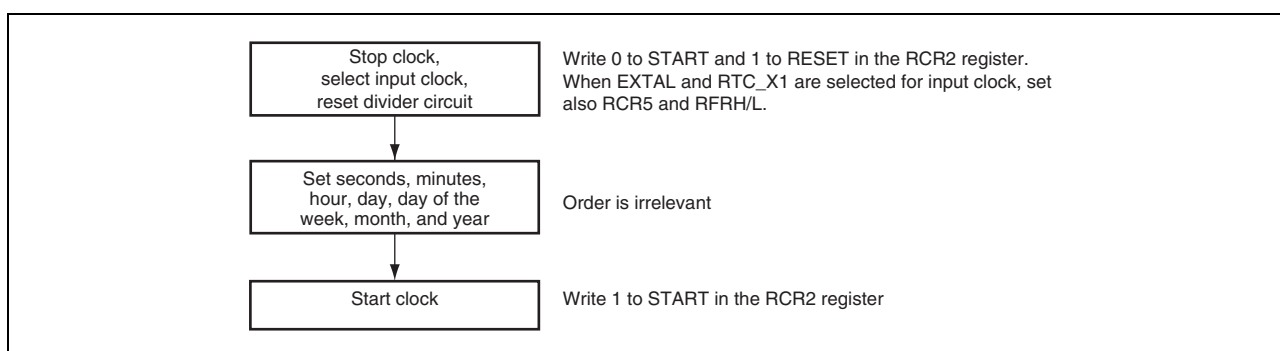 Stop clock,
select input clock,
reset divider circuit
Write 0 to START and 1 to RESET in the RCR2 register.
When EXTAL and RTC_X1 are selected for input clock, set
also RCR5 and RFRH/L.
Set seconds, minutes,
hour, day, day of the
week, month, and year
Order is irrelevant
Start clock
Write 1 to START in the RCR2 register